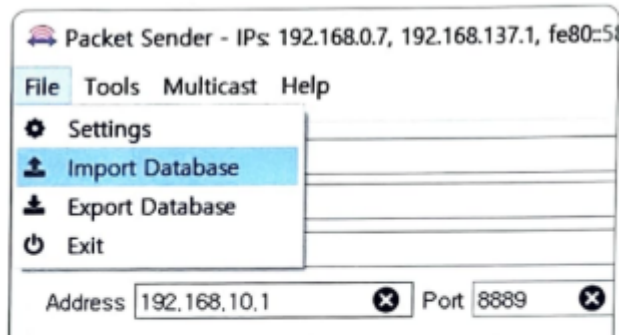 Packet Sender - IPs: 192.168.0.7, 192.168.137.1, fe80::58
File Tools Multicast Help
Settings
Import Database
Export Database
Exit
Address 192.168.10.1 Port 8889